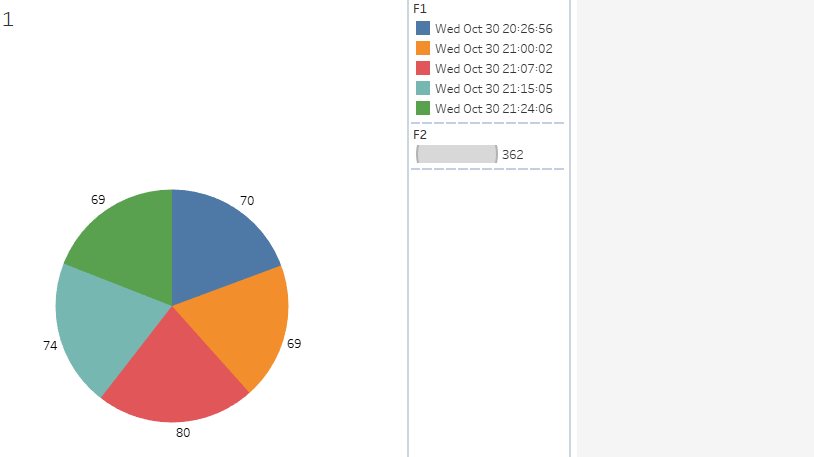 1
F1
Wed Oct 30 20:26:56
Wed Oct 30 21:00:02
Wed Oct 30 21:07:02
Wed Oct 30 21:15:05
Wed Oct 30 21:24:06
F2
362
69
70
74
69
80